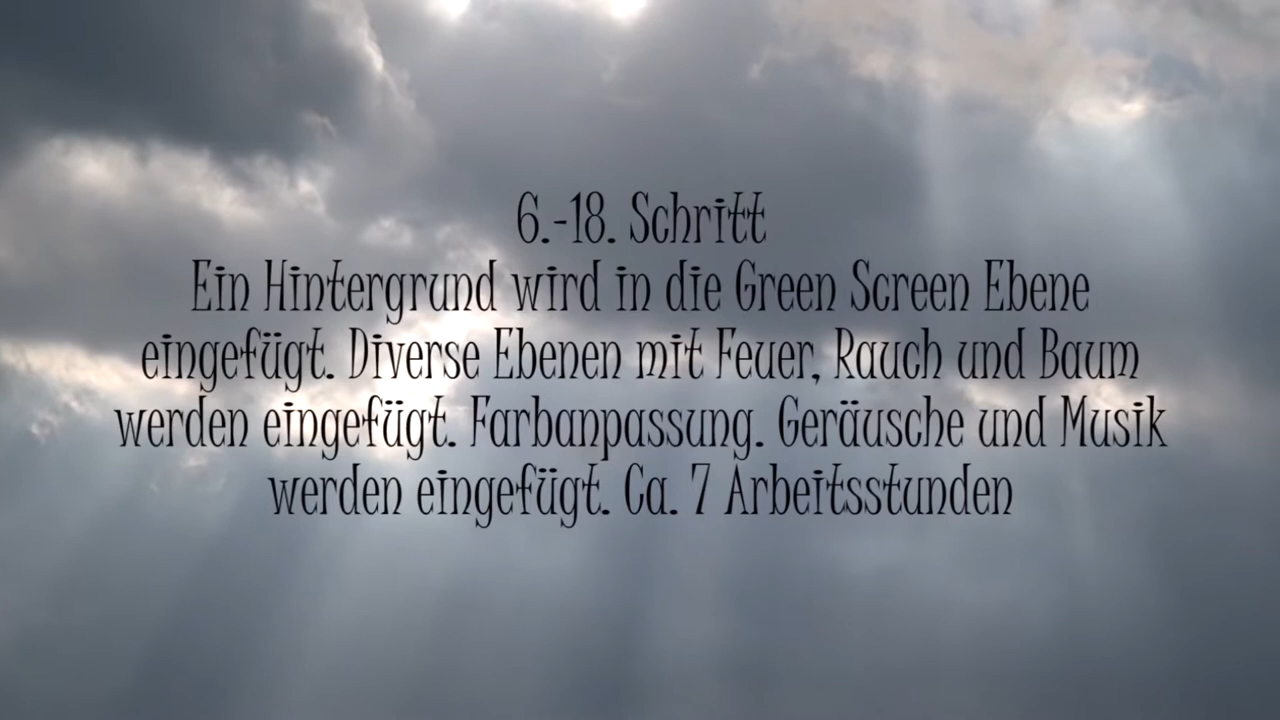 6.-18. Schritt
Ein Hintergrund wird in die Green Screen Ebene
eingefügt. Diverse Ebenen mit Feuer, Rauch und Baum
werden eingefügt. Farbanpassung. Geräusche und Musik
werden eingefügt. Ca. 7 Arbeitsstunden